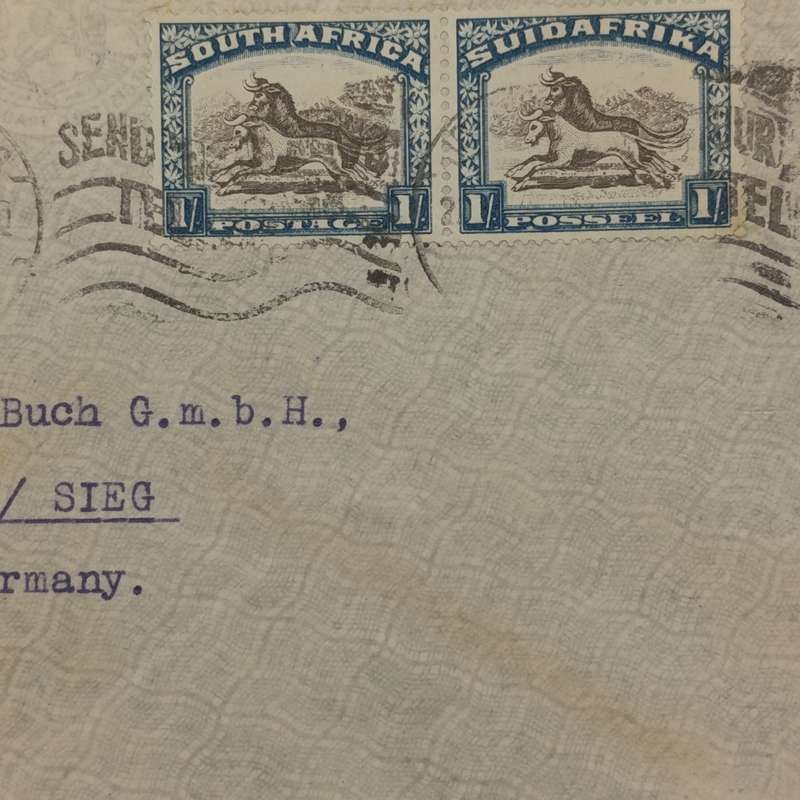 SOUTH AFRICA SUIDAFRIKA
SEND
1/ POSTAGE 1/ 1/ POSSEEL 1/
Buch G.m.b.H.,
/ SIEG
rmany.